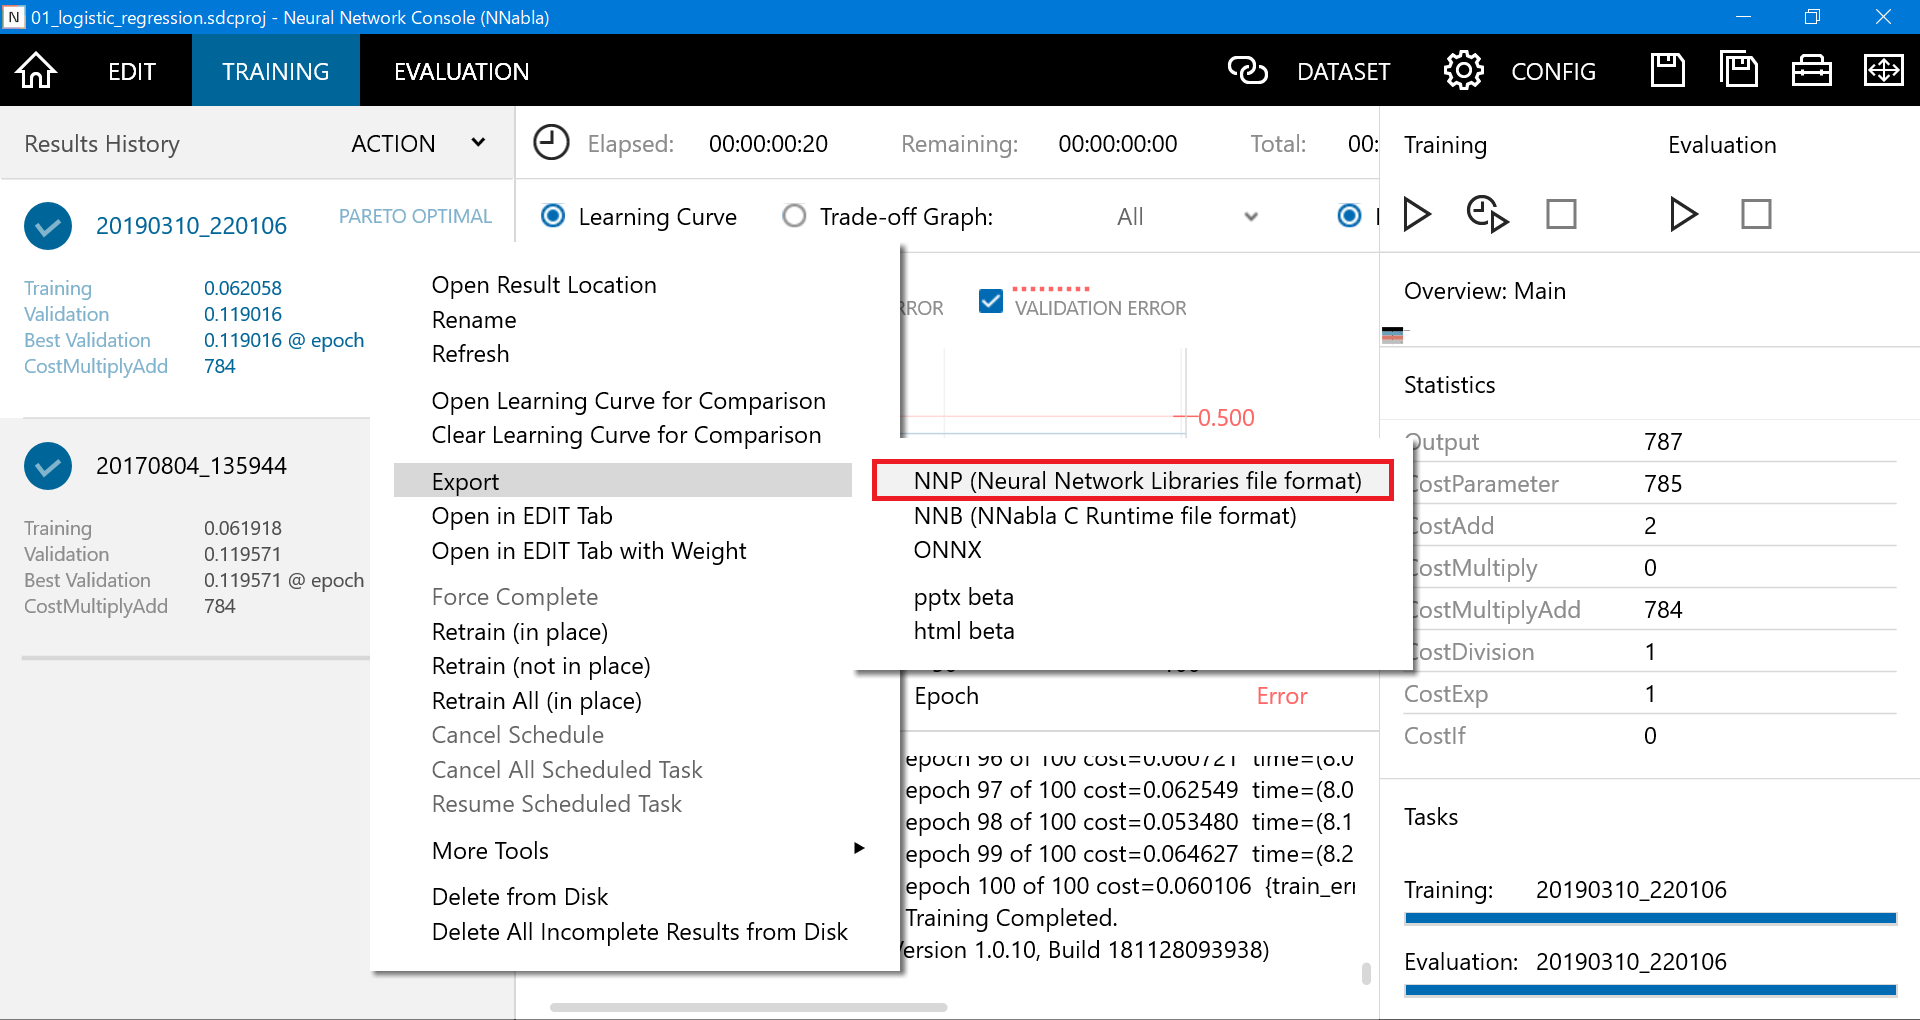 N 01_logistic_regression.sdcproj - Neural Network Console (NNabla)
EDIT TRAINING EVALUATION DATASET CONFIG
Results History ACTION
20190310_220106 PARETO OPTIMAL
Training 0.062058
Validation 0.119016
Best Validation 0.119016 @ epoch
CostMultiplyAdd 784
20170804_135944
Training 0.061918
Validation 0.119571
Best Validation 0.119571 @ epoch
CostMultiplyAdd 784
Open Result Location
Rename
Refresh
Open Learning Curve for Comparison
Clear Learning Curve for Comparison
Export
Open in EDIT Tab
Open in EDIT Tab with Weight
Force Complete
Retrain (in place)
Retrain (not in place)
Retrain All (in place)
Cancel Schedule
Cancel All Scheduled Task
Resume Scheduled Task
More Tools
Delete from Disk
Delete All Incomplete Results from Disk
NNP (Neural Network Libraries file format)
NNB (NNabla C Runtime file format)
ONNX
pptx beta
html beta
Elapsed: 00:00:00:20 Remaining: 00:00:00:00 Total: 00:
Learning Curve Trade-off Graph: All
VALIDATION ERROR
0.500
Epoch Error
epoch 96 of 100 cost=0.060721 time=(8.0
epoch 97 of 100 cost=0.062549 time=(8.0
epoch 98 of 100 cost=0.053480 time=(8.1
epoch 99 of 100 cost=0.064627 time=(8.2
epoch 100 of 100 cost=0.060106 {train_err
Training Completed.
ersion 1.0.10, Build 181128093938)
Training Evaluation
Overview: Main
Statistics
Output 787
CostParameter 785
CostAdd 2
CostMultiply 0
CostMultiplyAdd 784
CostDivision 1
CostExp 1
CostIf 0
Tasks
Training: 20190310_220106
Evaluation: 20190310_220106